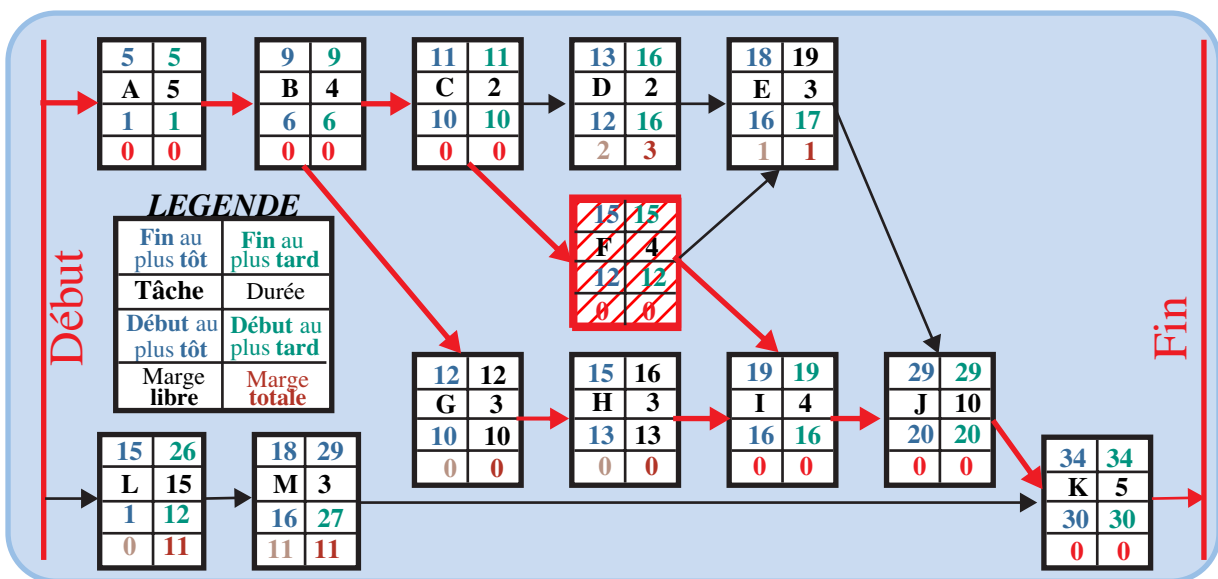 5 5
A 5
1 1
0 0
9 9
B 4
6 6
0 0
11 11
C 2
10 10
0 0
13 16
D 2
12 16
2 3
18 19
E 3
16 17
1 1
LEGENDE
Fin au
plus tôt
Fin au
plus tard
Tâche
Durée
Début au
plus tôt
Début au
plus tard
Marge
libre
Marge
totale
Début
15 15
F 4
12 12
0 0
Fin
12 12
G 3
10 10
0 0
15 16
H 3
13 13
0 0
19 19
I 4
16 16
0 0
29 29
J 10
20 20
0 0
15 26
L 15
1 12
0 11
18 29
M 3
16 27
11 11
34 34
K 5
30 30
0 0